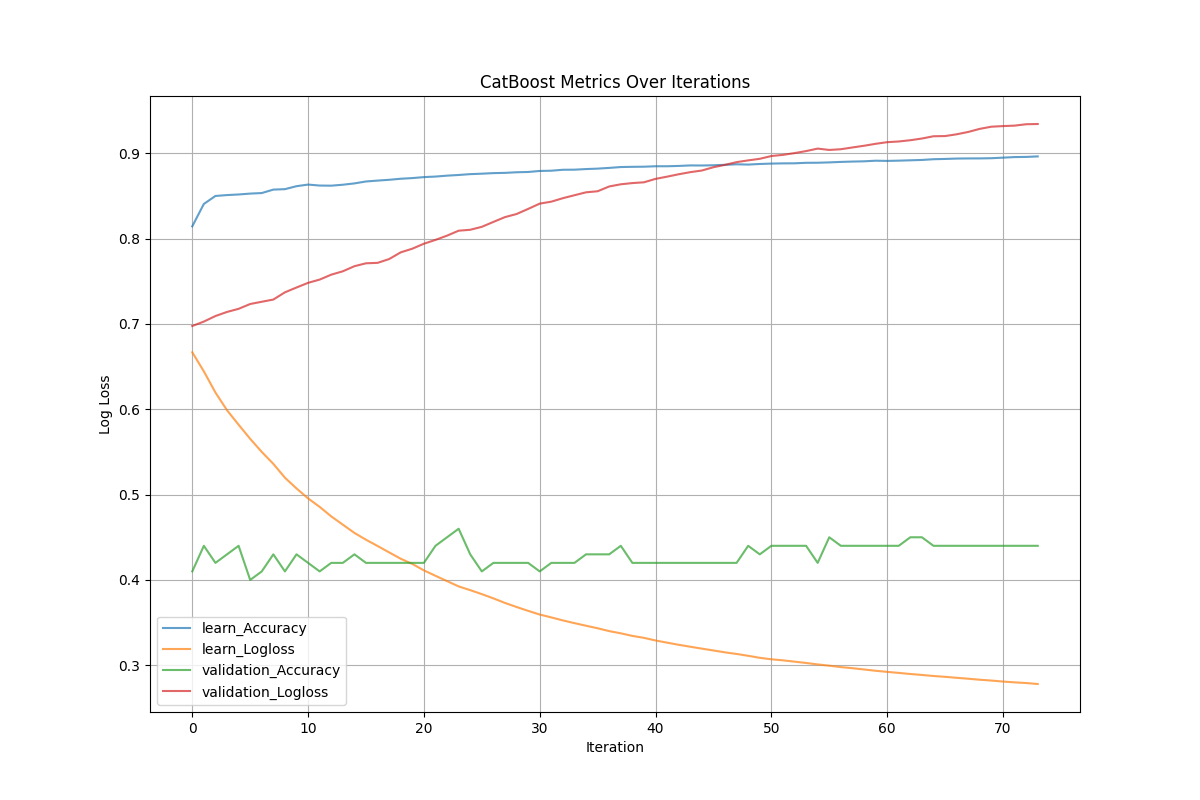 CatBoost Metrics Over Iterations
Log Loss
0.9
0.8
0.7
0.6
0.5
0.4
0.3
learn_Accuracy
learn_Logloss
validation_Accuracy
validation_Logloss
0 10 20 30 40 50 60 70
Iteration